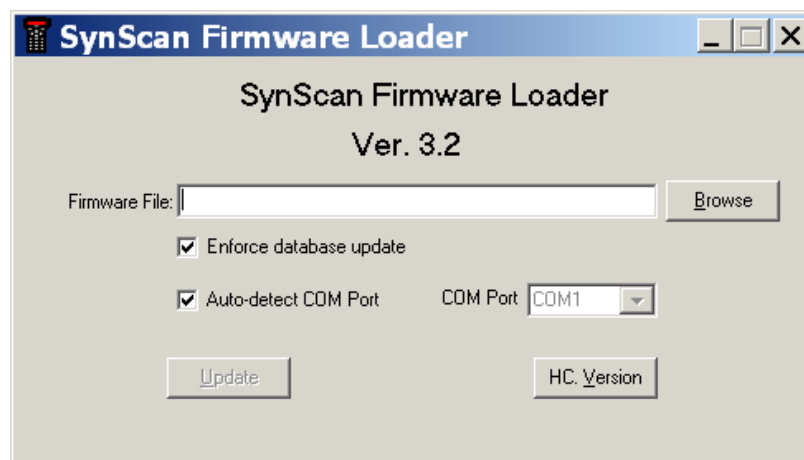 SynScan Firmware Loader
SynScan Firmware Loader
Ver. 3.2
Firmware File: Browse
Enforce database update
Auto-detect COM Port COM Port COM1
Update HC. Version